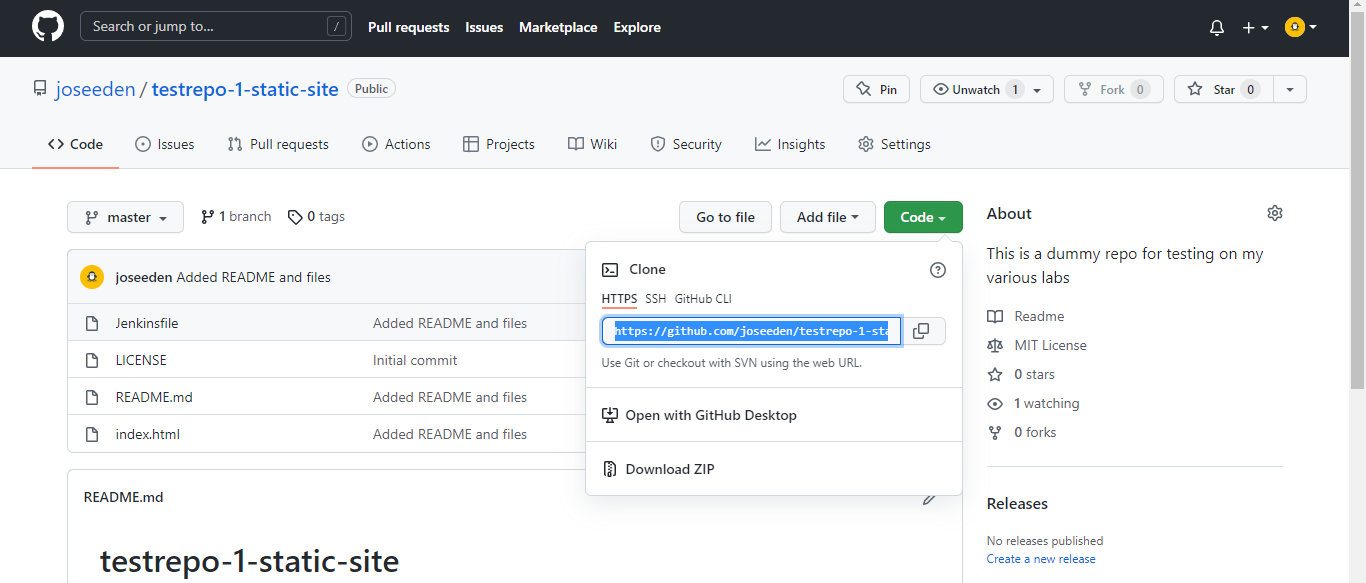 Search or jump to... / Pull requests Issues Marketplace Explore
joseeden / testrepo-1-static-site Public Pin Unwatch 1 Fork 0 Star 0
Code Issues Pull requests Actions Projects Wiki Security Insights Settings
master 1 branch 0 tags Go to file Add file Code
About
This is a dummy repo for testing on my
various labs
Readme
MIT License
0 stars
1 watching
0 forks
Releases
No releases published
Create a new release
joseeden Added README and files
Jenkinsfile Added README and files
LICENSE Initial commit
README.md Added README and files
index.html Added README and files
Clone
HTTPS SSH GitHub CLI
https://github.com/joseeden/testrepo-1-sta
Use Git or checkout with SVN using the web URL.
Open with GitHub Desktop
Download ZIP
README.md
testrepo-1-static-site